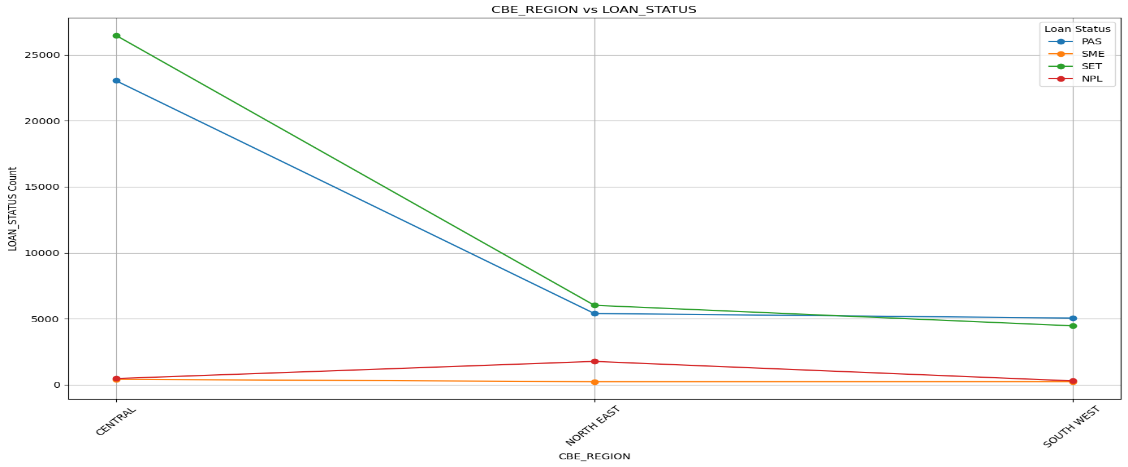 CBE_REGION vs LOAN_STATUS
Loan Status
PAS
SME
SET
NPL
LOAN_STATUS Count
25000
20000
15000
10000
5000
0
CENTRAL
NORTH EAST
SOUTH WEST
CBE_REGION